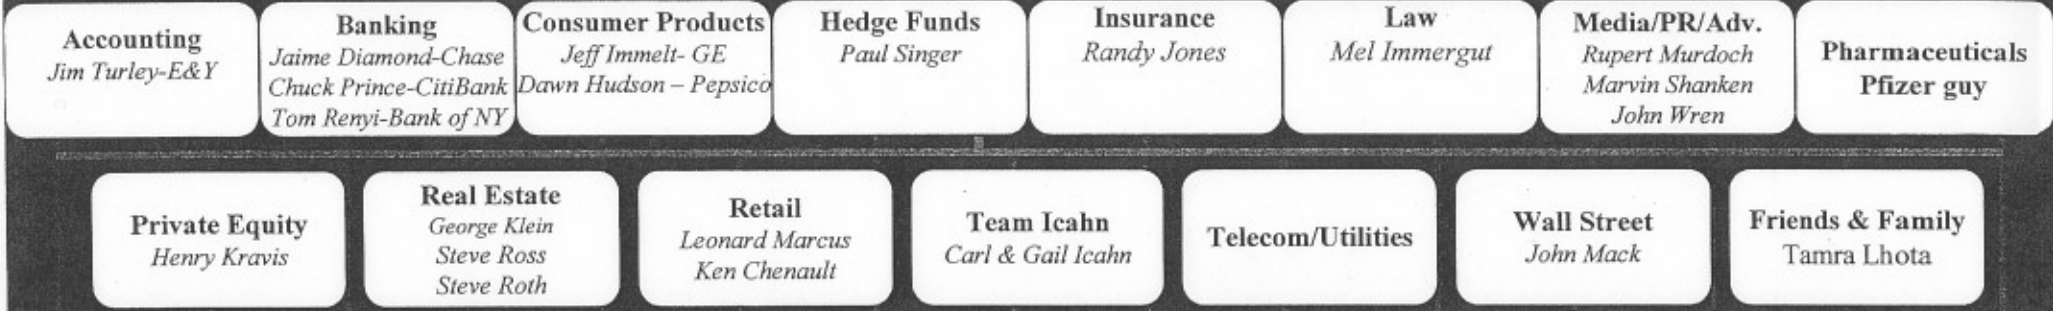 Accounting
Jim Turley-E&Y
Banking
Jaime Diamond-Chase
Chuck Prince-CitiBank
Tom Renyi-Bank of NY
Consumer Products
Jeff Immelt- GE
Dawn Hudson – Pepsico
Hedge Funds
Paul Singer
Insurance
Randy Jones
Law
Mel Immergut
Media/PR/Adv.
Rupert Murdoch
Marvin Shanken
John Wren
Pharmaceuticals
Pfizer guy
Private Equity
Henry Kravis
Real Estate
George Klein
Steve Ross
Steve Roth
Retail
Leonard Marcus
Ken Chenault
Team Icahn
Carl & Gail Icahn
Telecom/Utilities
Wall Street
John Mack
Friends & Family
Tamra Lhota